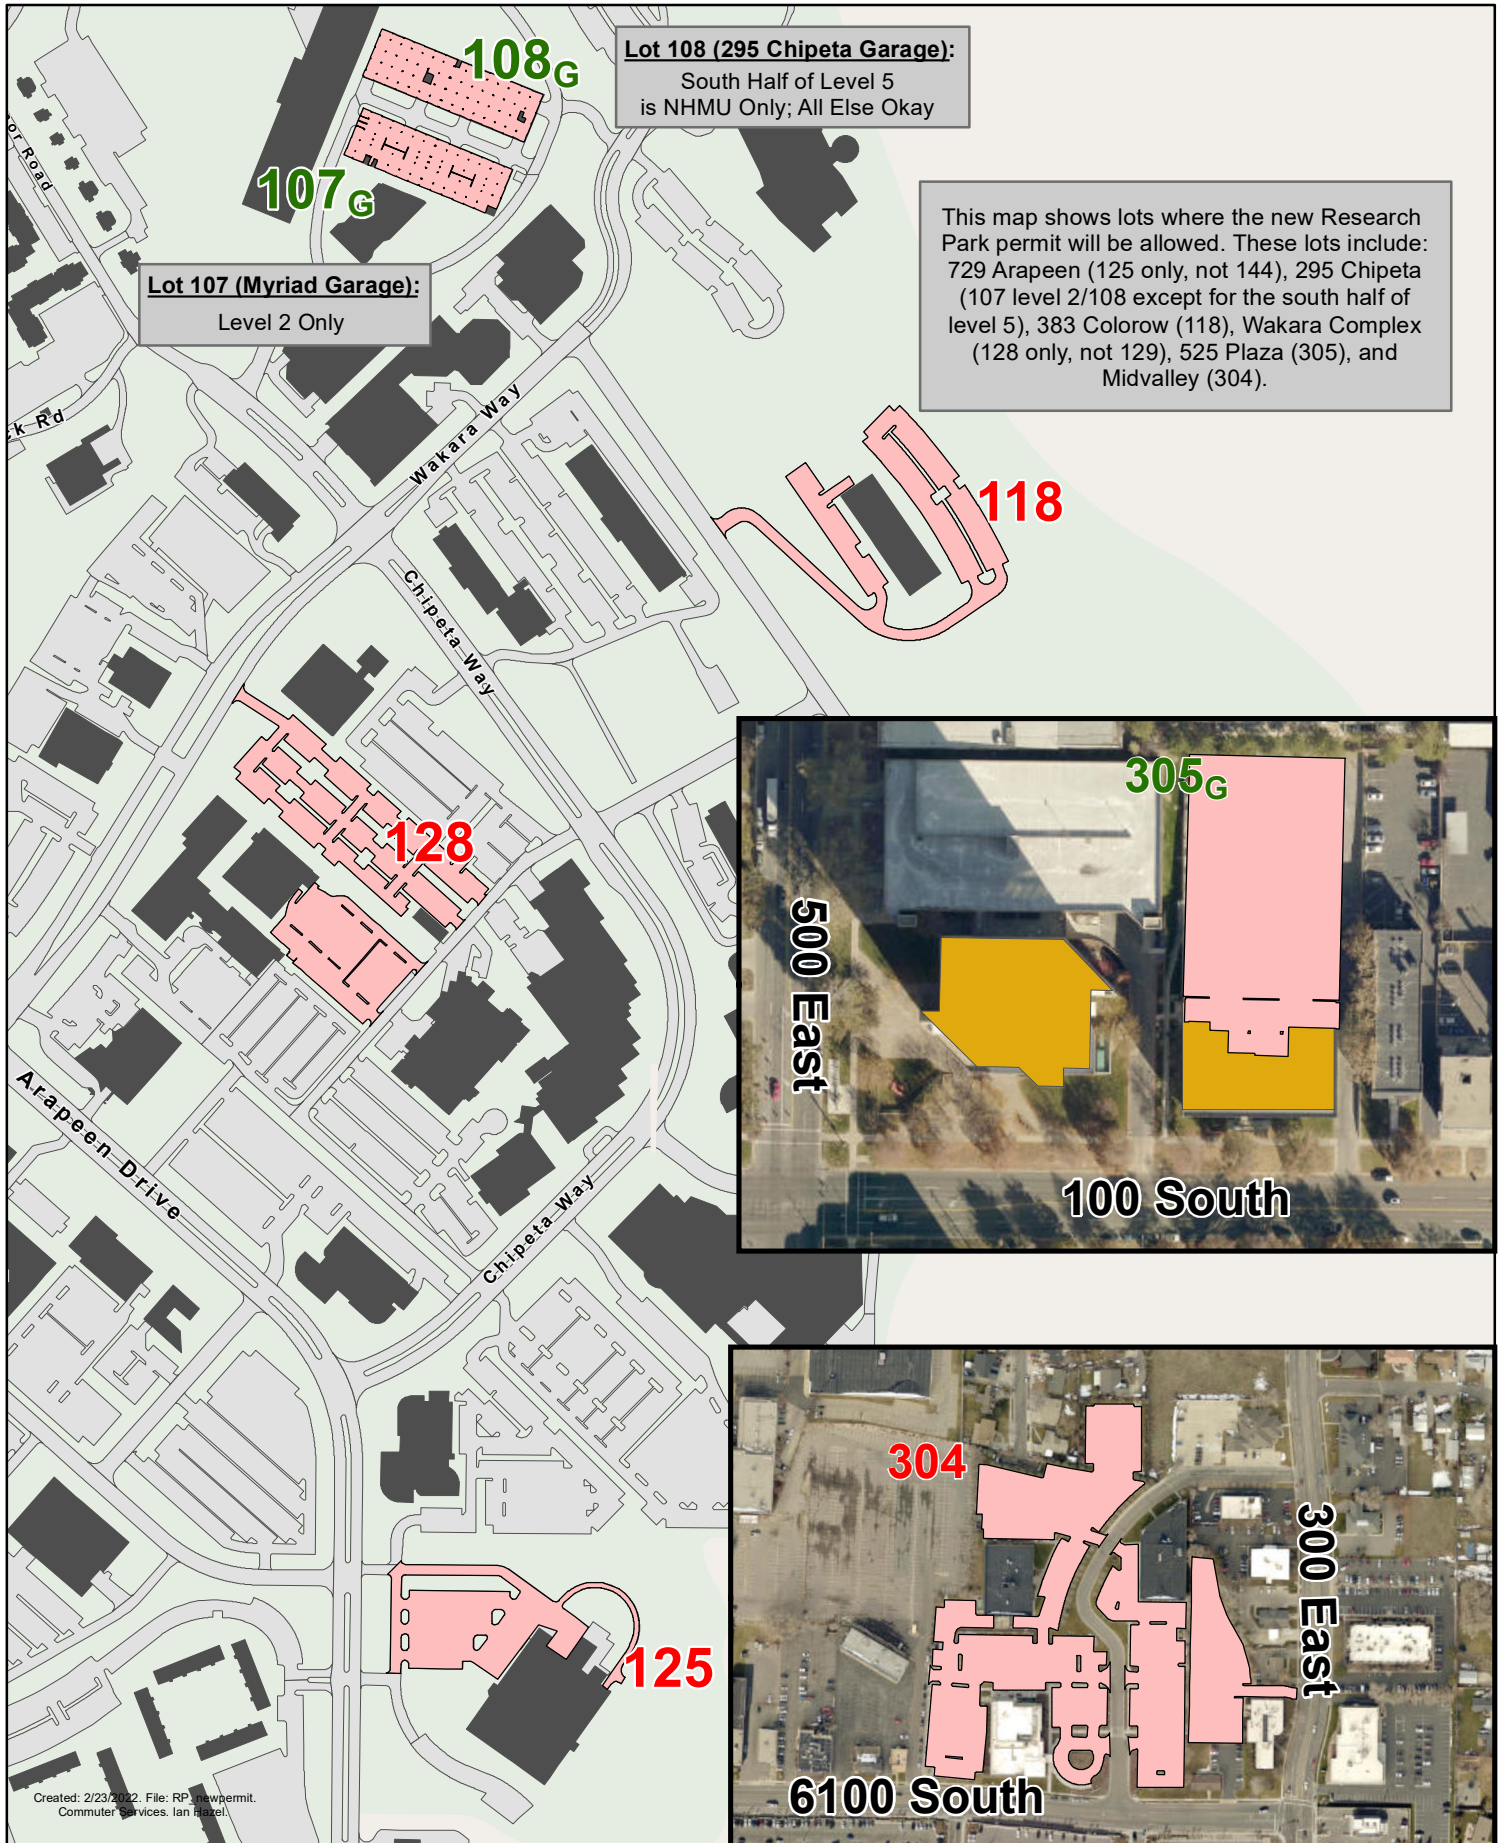 108G
Lot 108 (295 Chipeta Garage):
South Half of Level 5
is NHMU Only; All Else Okay
or Road
107G
This map shows lots where the new Research
Park permit will be allowed. These lots include:
729 Arapeen (125 only, not 144), 295 Chipeta
(107 level 2/108 except for the south half of
level 5), 383 Colorow (118), Wakara Complex
(128 only, not 129), 525 Plaza (305), and
Midvalley (304).
Lot 107 (Myriad Garage):
Level 2 Only
ck Rd
Wakara Way
118
Chipeta Way
128
305G
500 East
100 South
Arapeen Drive
Chipeta Way
304
300 East
125
6100 South
Created: 2/23/2022. File: RP_newpermit.
Commuter Services. Ian Hazel.